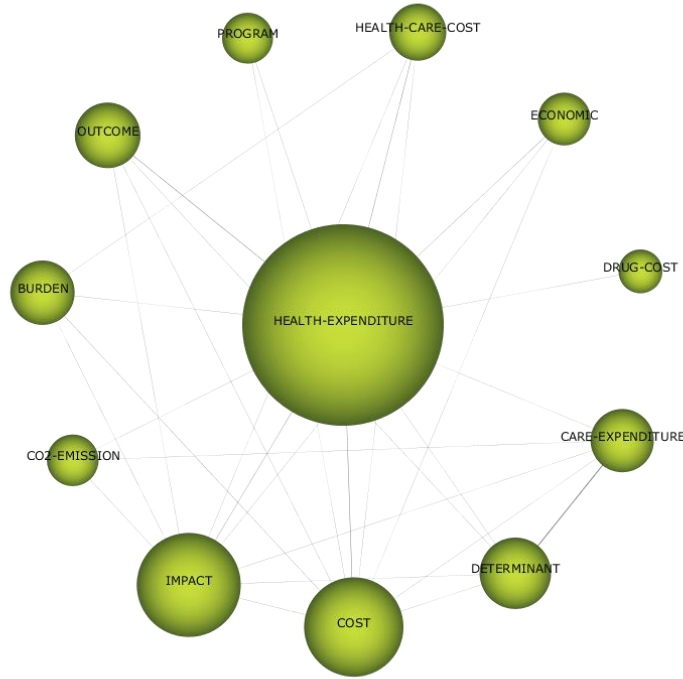 HEALTH-CARE-COST
PROGRAM
ECONOMIC
OUTCOME
DRUG-COST
BURDEN
HEALTH-EXPENDITURE
CARE-EXPENDITURE
CO2-EMISSION
DETERMINANT
IMPACT
COST